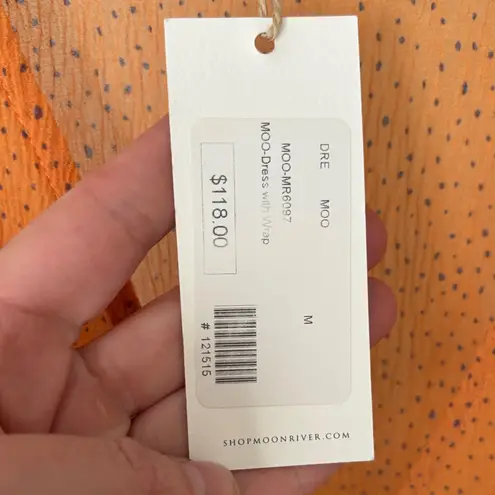 DRE MOO
MOO-MR6097
MOO-Dress with Wrap
M
$118.00
# 121515
SHOPMOONRIVER.COM